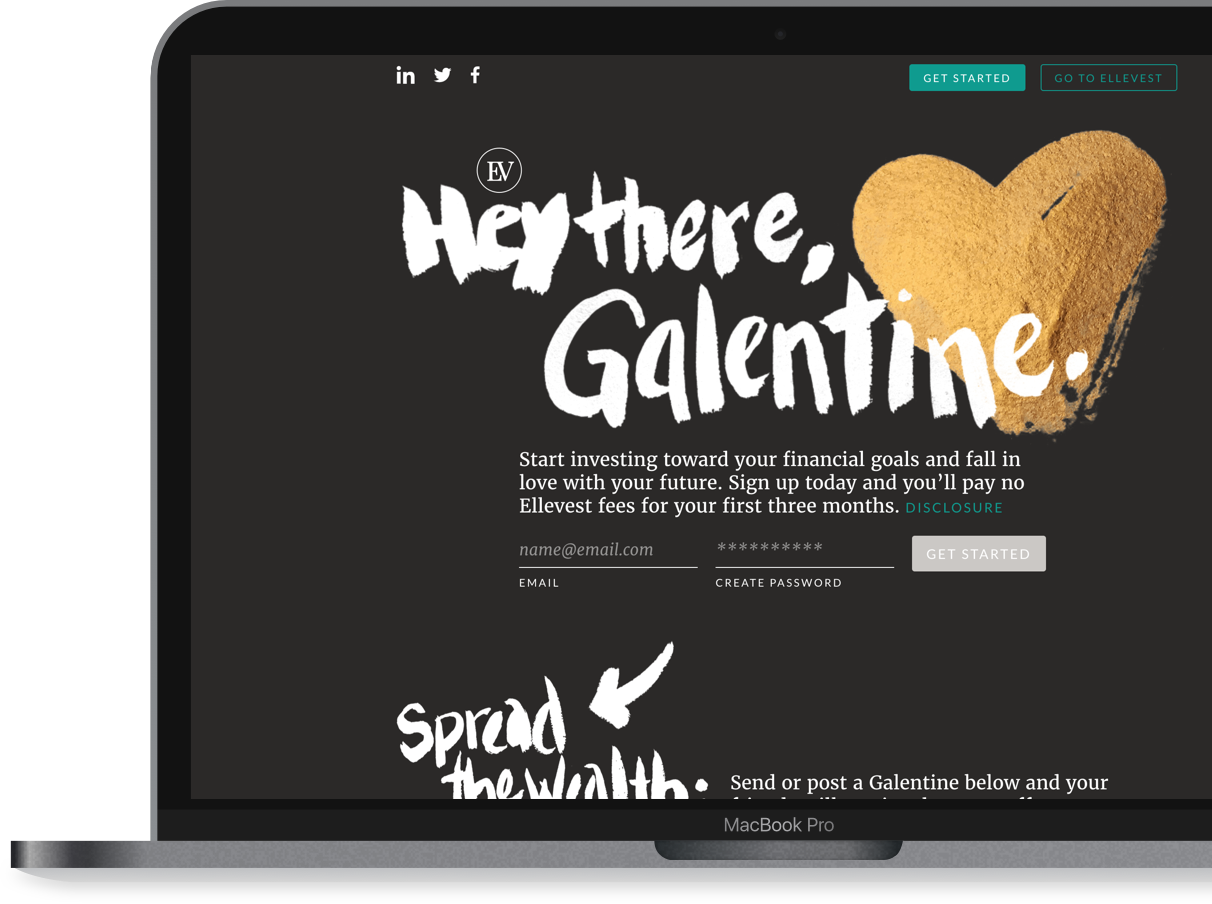 in f
GET STARTED
GO TO ELLEVEST
EV
Hey there,
Galentine.
Start investing toward your financial goals and fall in
love with your future. Sign up today and you’ll pay no
Ellevest fees for your first three months. DISCLOSURE
name@email.com
**********
GET STARTED
EMAIL
CREATE PASSWORD
Spread
the wealth.
Send or post a Galentine below and your
MacBook Pro